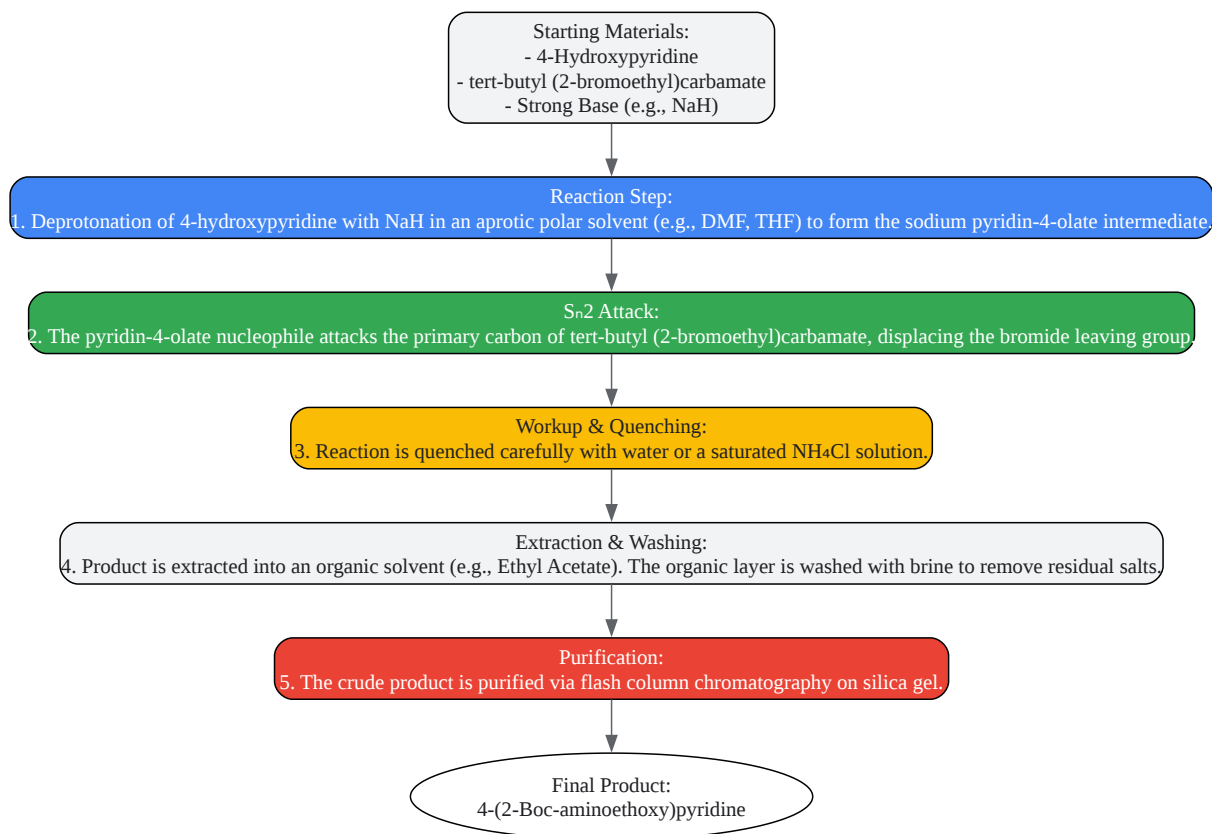 Starting Materials:
- 4-Hydroxypyridine
- tert-butyl (2-bromoethyl)carbamate
- Strong Base (e.g., NaH)
Reaction Step:
1. Deprotonation of 4-hydroxypyridine with NaH in an aprotic polar solvent (e.g., DMF, THF) to form the sodium pyridin-4-olate intermediate.
Sₙ2 Attack:
2. The pyridin-4-olate nucleophile attacks the primary carbon of tert-butyl (2-bromoethyl)carbamate, displacing the bromide leaving group.
Workup & Quenching:
3. Reaction is quenched carefully with water or a saturated NH₄Cl solution.
Extraction & Washing:
4. Product is extracted into an organic solvent (e.g., Ethyl Acetate). The organic layer is washed with brine to remove residual salts.
Purification:
5. The crude product is purified via flash column chromatography on silica gel.
Final Product:
4-(2-Boc-aminoethoxy)pyridine